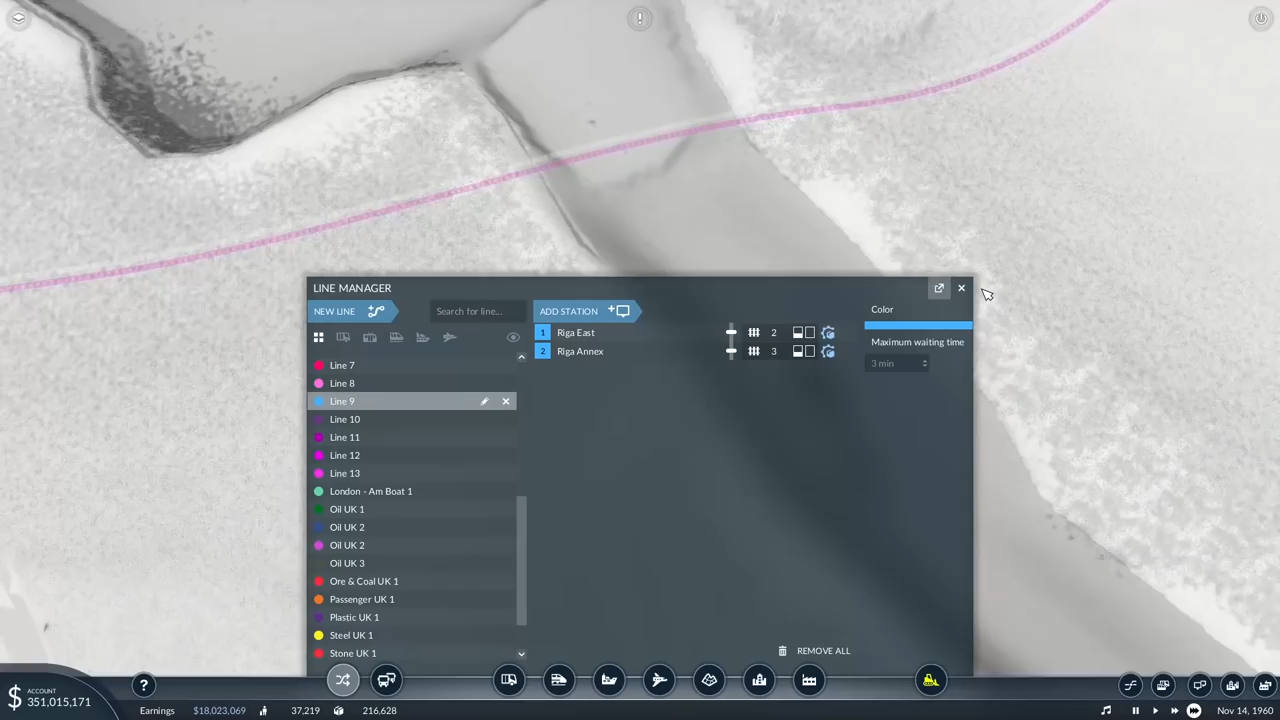 LINE MANAGER
NEW LINE
Search for line...
ADD STATION
Color
1 Riga East 2
Maximum waiting time
2 Riga Annex 3
3 min
Line 7
Line 8
Line 9
Line 10
Line 11
Line 12
Line 13
London - Am Boat 1
Oil UK 1
Oil UK 2
Oil UK 2
Oil UK 3
Ore & Coal UK 1
Passenger UK 1
Plastic UK 1
Steel UK 1
Stone UK 1
REMOVE ALL
ACCOUNT
$ 351,015,171
?
Earnings $18,023,069 37,219 216,628
Nov 14, 1960